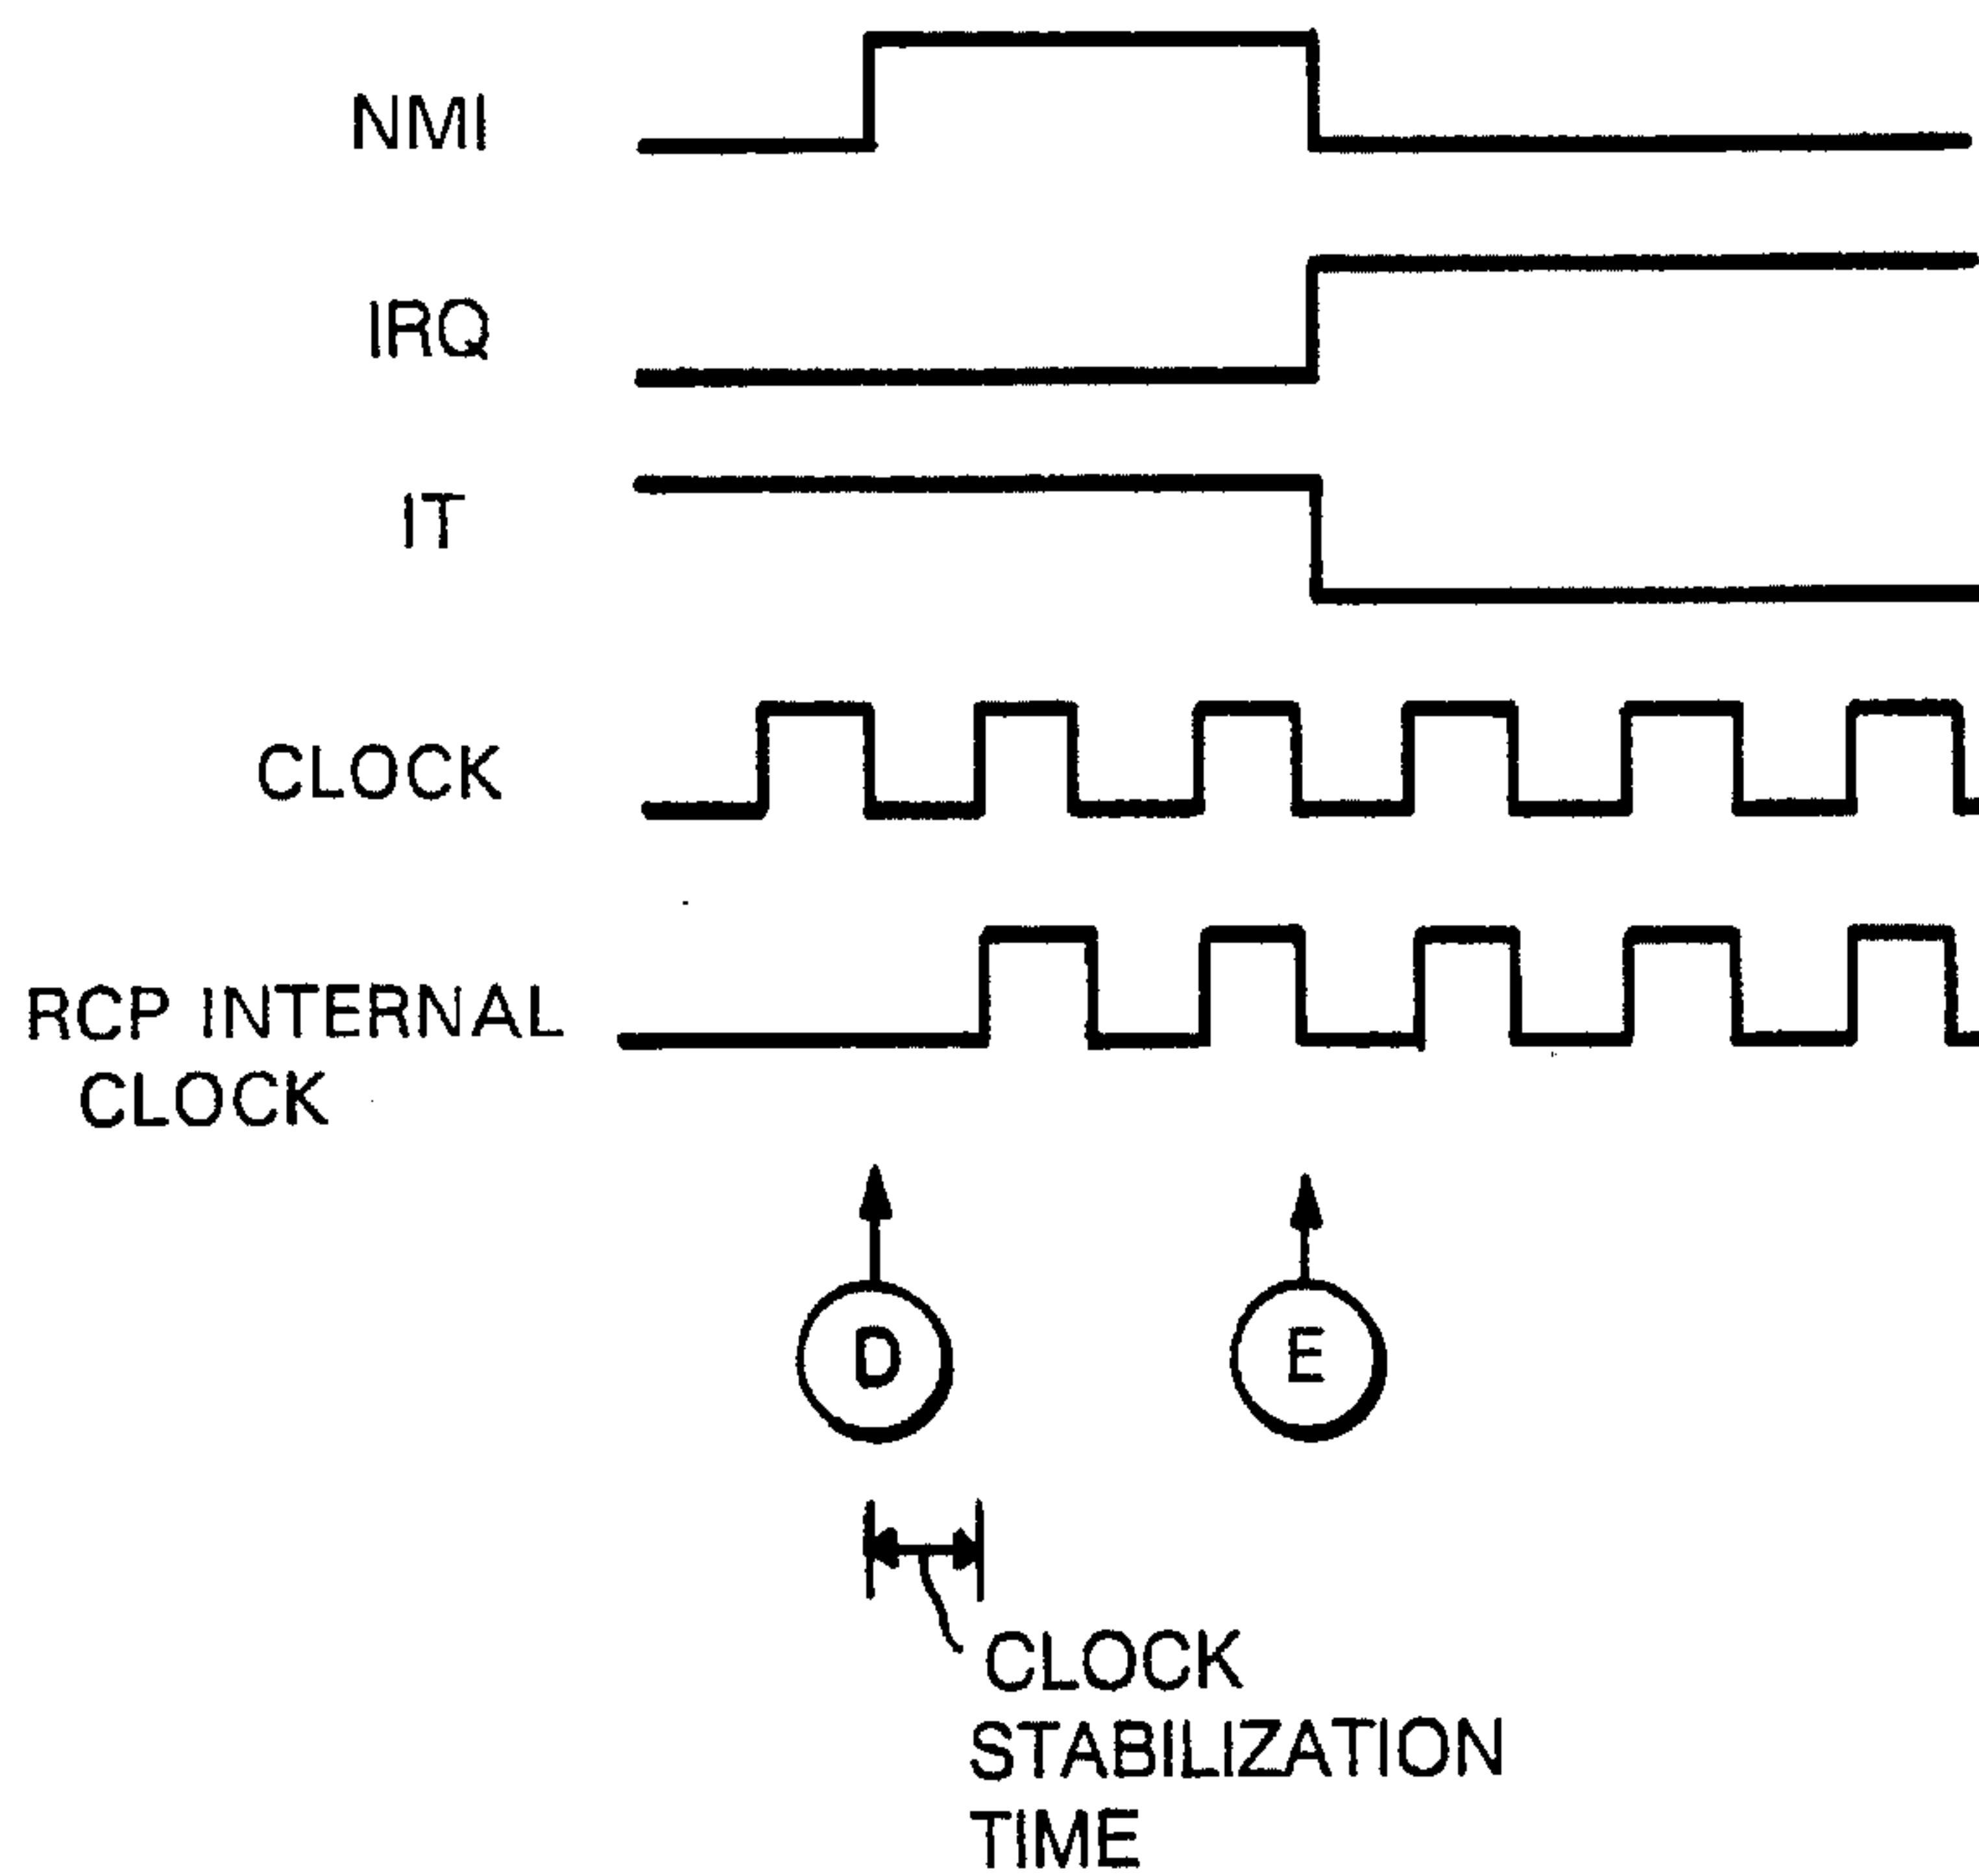 NMI
IRQ
IT
CLOCK
RCP INTERNAL
CLOCK
D
E
CLOCK
STABILIZATION
TIME